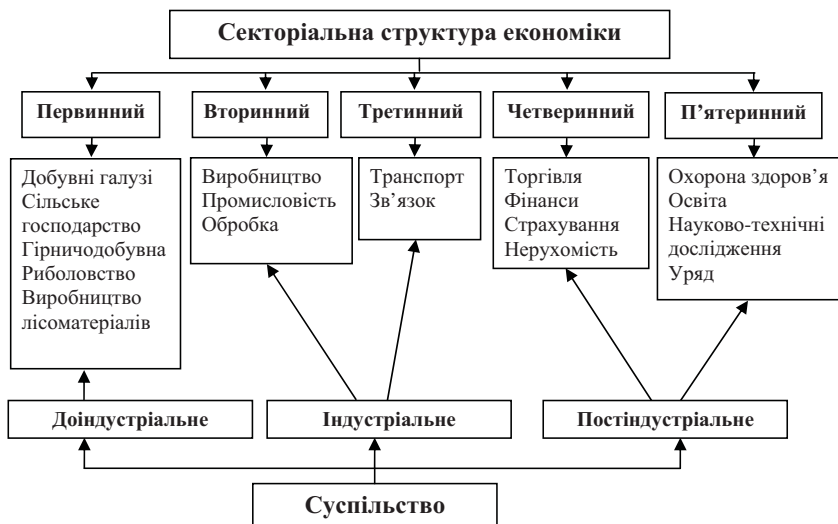 Секторіальна структура економіки
Первинний
Вторинний
Третинний
Четверинний
П’ятеринний
Добувні галузі
Сільське
господарство
Гірничодобувна
Риболовство
Виробництво
лісоматеріалів
Виробництво
Промисловість
Обробка
Транспорт
Зв’язок
Торгівля
Фінанси
Страхування
Нерухомість
Охорона здоров’я
Освіта
Науково-технічні
дослідження
Уряд
Доіндустріальне
Індустріальне
Постіндустріальне
Суспільство